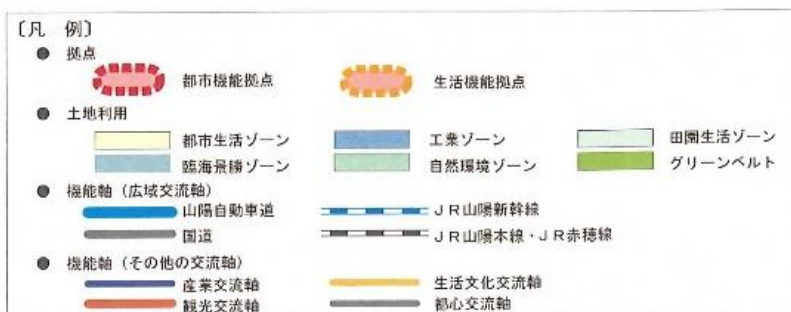 〔凡 例〕
● 拠点
都市機能拠点 生活機能拠点
● 土地利用
都市生活ゾーン 工業ゾーン 田園生活ゾーン
臨海景勝ゾーン 自然環境ゾーン グリーンベルト
● 機能軸(広域交流軸)
山陽自動車道 JR山陽新幹線
国道 JR山陽本線・JR赤穂線
● 機能軸(その他の交流軸)
産業交流軸 生活文化交流軸
観光交流軸 都心交流軸